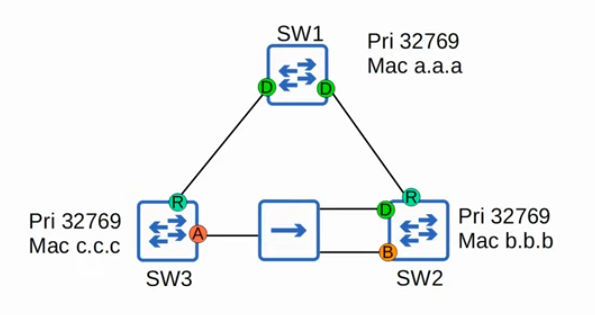 SW1
Pri 32769
Mac a.a.a
D
D
R
R
Pri 32769
Mac c.c.c
A
D
B
Pri 32769
Mac b.b.b
SW3
SW2